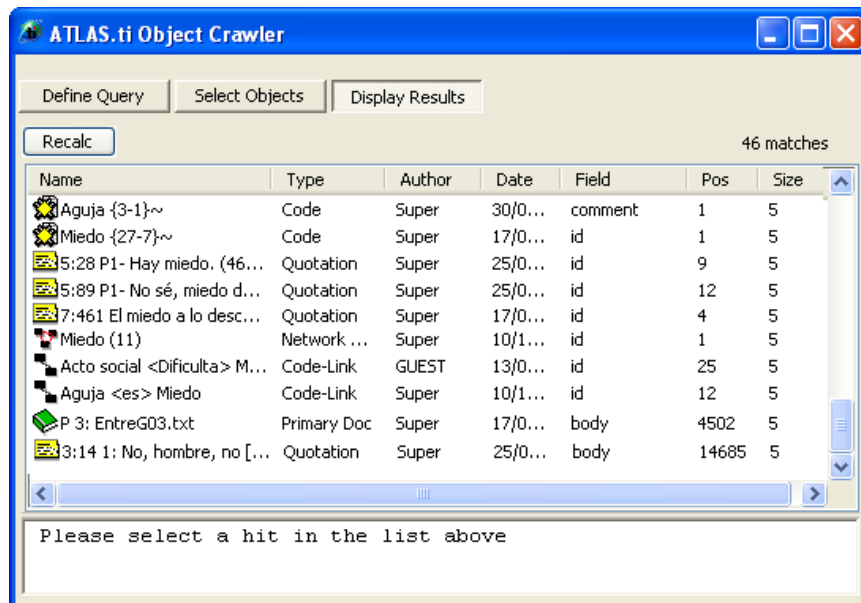 ATLAS.ti Object Crawler
Define Query Select Objects Display Results
Recalc 46 matches
Name Type Author Date Field Pos Size
Aguja {3-1}~ Code Super 30/0... comment 1 5
Miedo {27-7}~ Code Super 17/0... id 1 5
5:28 P1- Hay miedo. (46... Quotation Super 25/0... id 9 5
5:89 P1- No sé, miedo d... Quotation Super 25/0... id 12 5
7:461 El miedo a lo desc... Quotation Super 17/0... id 4 5
Miedo (11) Network ... Super 10/1... id 1 5
Acto social <Dificulta> M... Code-Link GUEST 13/0... id 25 5
Aguja <es> Miedo Code-Link Super 10/1... id 12 5
P 3: EntreG03.txt Primary Doc Super 17/0... body 4502 5
3:14 1: No, hombre, no [... Quotation Super 25/0... body 14685 5
Please select a hit in the list above